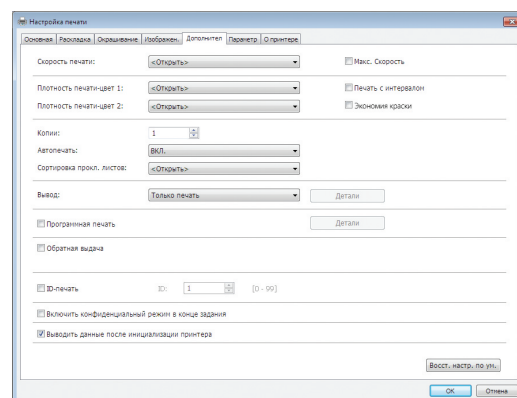 Настройка печати
Основная Раскладка Окрашивание Изображен. Дополнител Параметр О принтере
Скорость печати: <Открыть> Макс. Скорость
Плотность печати-цвет 1: <Открыть> Печать с интервалом
Плотность печати-цвет 2: <Открыть> Экономия краски
Копии: 1
Автопечать: ВКЛ.
Сортировка прокл. листов: <Открыть>
Вывод: Только печать Детали
Программная печать Детали
Обратная выдача
ID-печать ID: 1 [0 - 99]
Включить конфиденциальный режим в конце задания
Выводить данные после инициализации принтера
Восст. настр. по ум.
ОК Отмена